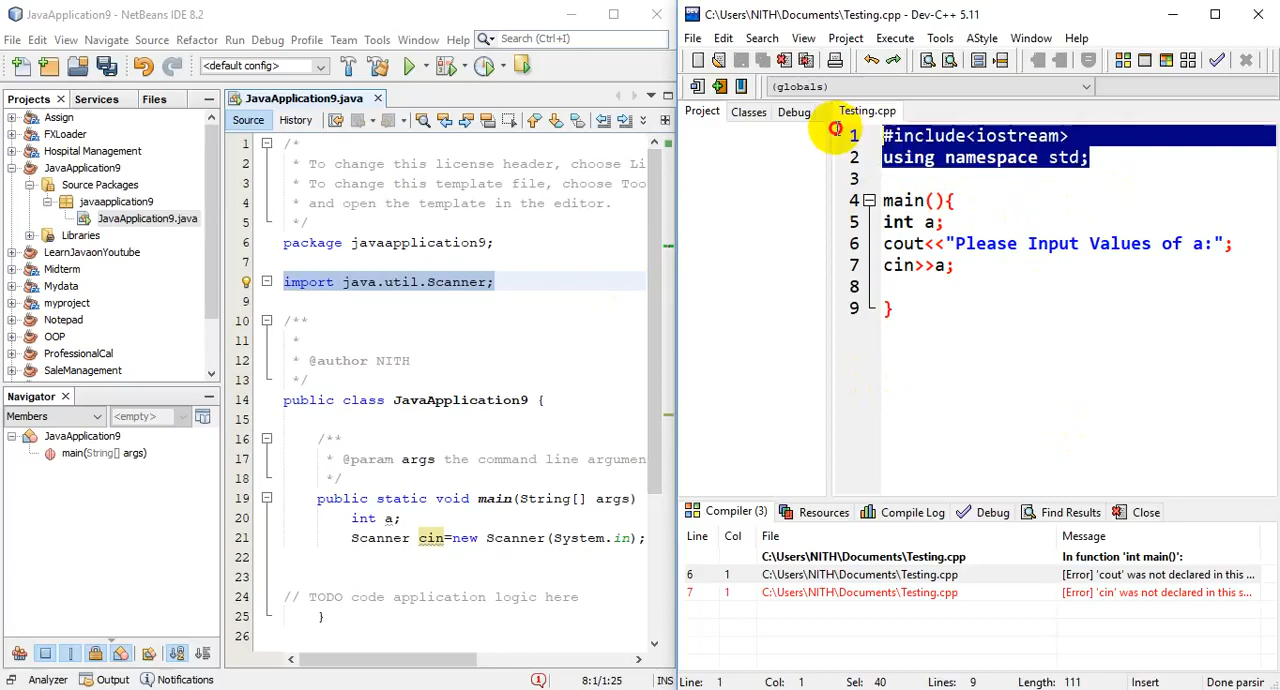 JavaApplication9 - NetBeans IDE 8.2
File Edit View Navigate Source Refactor Run Debug Profile Team Tools Window Help Search (Ctrl+I)
<default config>
Projects Services Files
Assign
FXLoader
Hospital Management
JavaApplication9
Source Packages
javaapplication9
JavaApplication9.java
Libraries
LearnJavaonYoutube
Midterm
Mydata
myproject
Notepad
OOP
ProfessionalCal
SaleManagement
Navigator
Members <empty>
JavaApplication9
main(String[] args)
JavaApplication9.java
Source History
1 /*
2 * To change this license header, choose Li
3 * To change this template file, choose Too
4 * and open the template in the editor.
5 */
6 package javaapplication9;
7
8 import java.util.Scanner;
9
10 /**
11 *
12 * @author NITH
13 */
14 public class JavaApplication9 {
15
16 /**
17 * @param args the command line argumen
18 */
19 public static void main(String[] args)
20 int a;
21 Scanner cin=new Scanner(System.in);
22
23
24 // TODO code application logic here
25 }
26
Analyzer Output Notifications 1 8:1/1:25 INS
C:\Users\NITH\Documents\Testing.cpp - Dev-C++ 5.11
File Edit Search View Project Execute Tools AStyle Window Help
(globals)
Project Classes Debug Testing.cpp
1 #include<iostream>
2 using namespace std;
3
4 main(){
5 int a;
6 cout<<"Please Input Values of a:";
7 cin>>a;
8
9 }
Compiler (3) Resources Compile Log Debug Find Results Close
Line Col File Message
C:\Users\NITH\Documents\Testing.cpp In function 'int main()':
6 1 C:\Users\NITH\Documents\Testing.cpp [Error] 'cout' was not declared in this ...
7 1 C:\Users\NITH\Documents\Testing.cpp [Error] 'cin' was not declared in this s...
Line: 1 Col: 1 Sel: 40 Lines: 9 Length: 111 Insert Done parsin